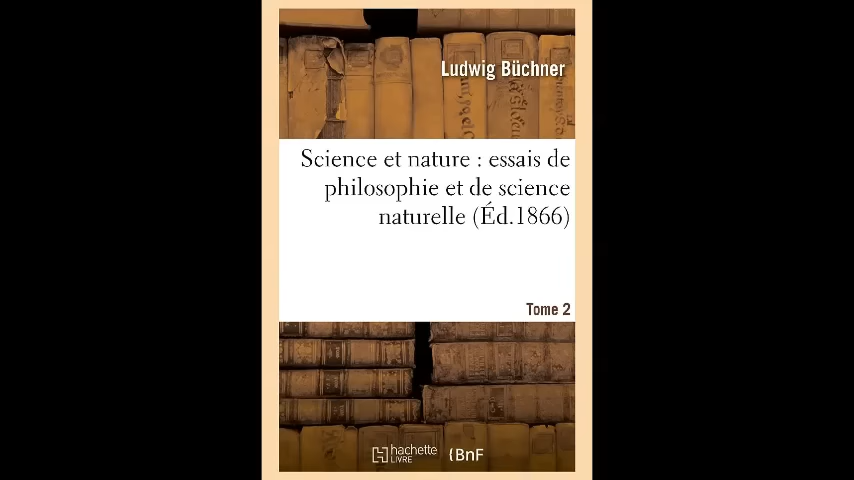 Ludwig Büchner
Science et nature : essais de
philosophie et de science
naturelle (Éd.1866)
Tome 2
hachette
LIVRE
{BnF